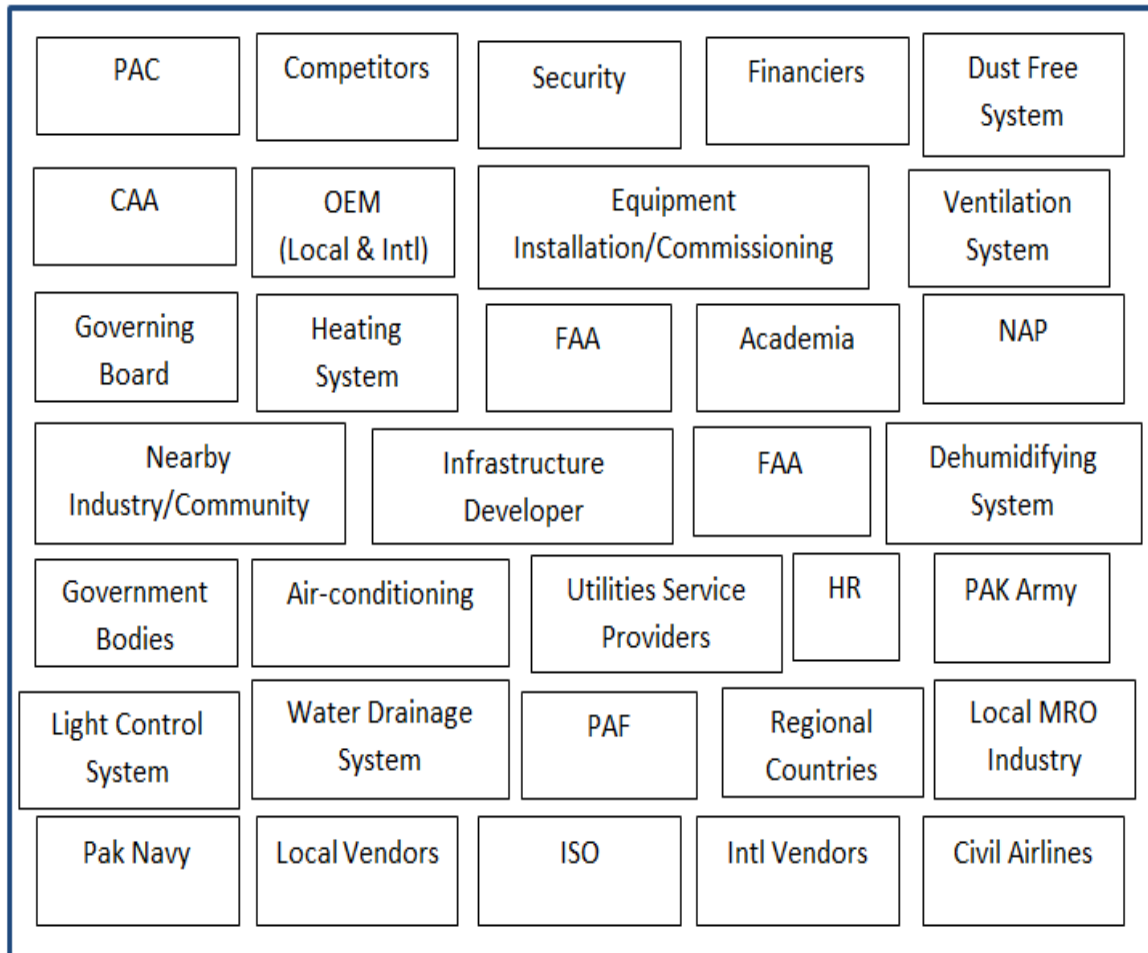 PAC
Competitors
Security
Financiers
Dust Free
System
CAA
OEM
(Local & Intl)
Equipment
Installation/Commissioning
Ventilation
System
Governing
Board
Heating
System
FAA
Academia
NAP
Nearby
Industry/Community
Infrastructure
Developer
FAA
Dehumidifying
System
Government
Bodies
Air-conditioning
Utilities Service
Providers
HR
PAK Army
Light Control
System
Water Drainage
System
PAF
Regional
Countries
Local MRO
Industry
Pak Navy
Local Vendors
ISO
Intl Vendors
Civil Airlines